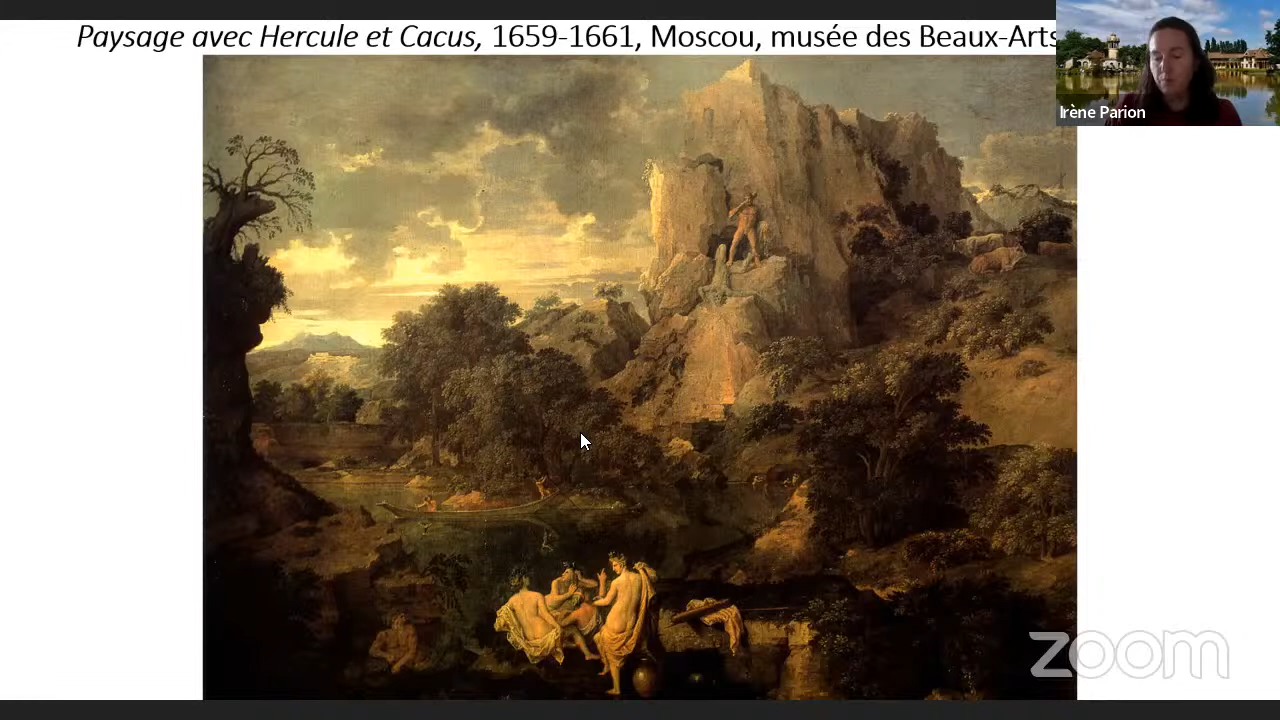 Paysage avec Hercule et Cacus, 1659-1661, Moscou, musée des Beaux-Arts
Irène Parion
zoom